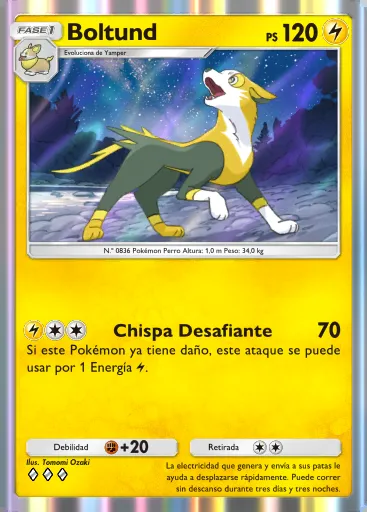 FASE 1 Boltund PS 120
Evoluciona de Yamper
N.º 0836 Pokémon Perro Altura: 1,0 m Peso: 34,0 kg
Chispa Desafiante 70
Si este Pokémon ya tiene daño, este ataque se puede
usar por 1 Energía.
Debilidad +20 Retirada
Ilus. Tomomi Ozaki
La electricidad que genera y envía a sus patas le
ayuda a desplazarse rápidamente. Puede correr
sin descanso durante tres días y tres noches.